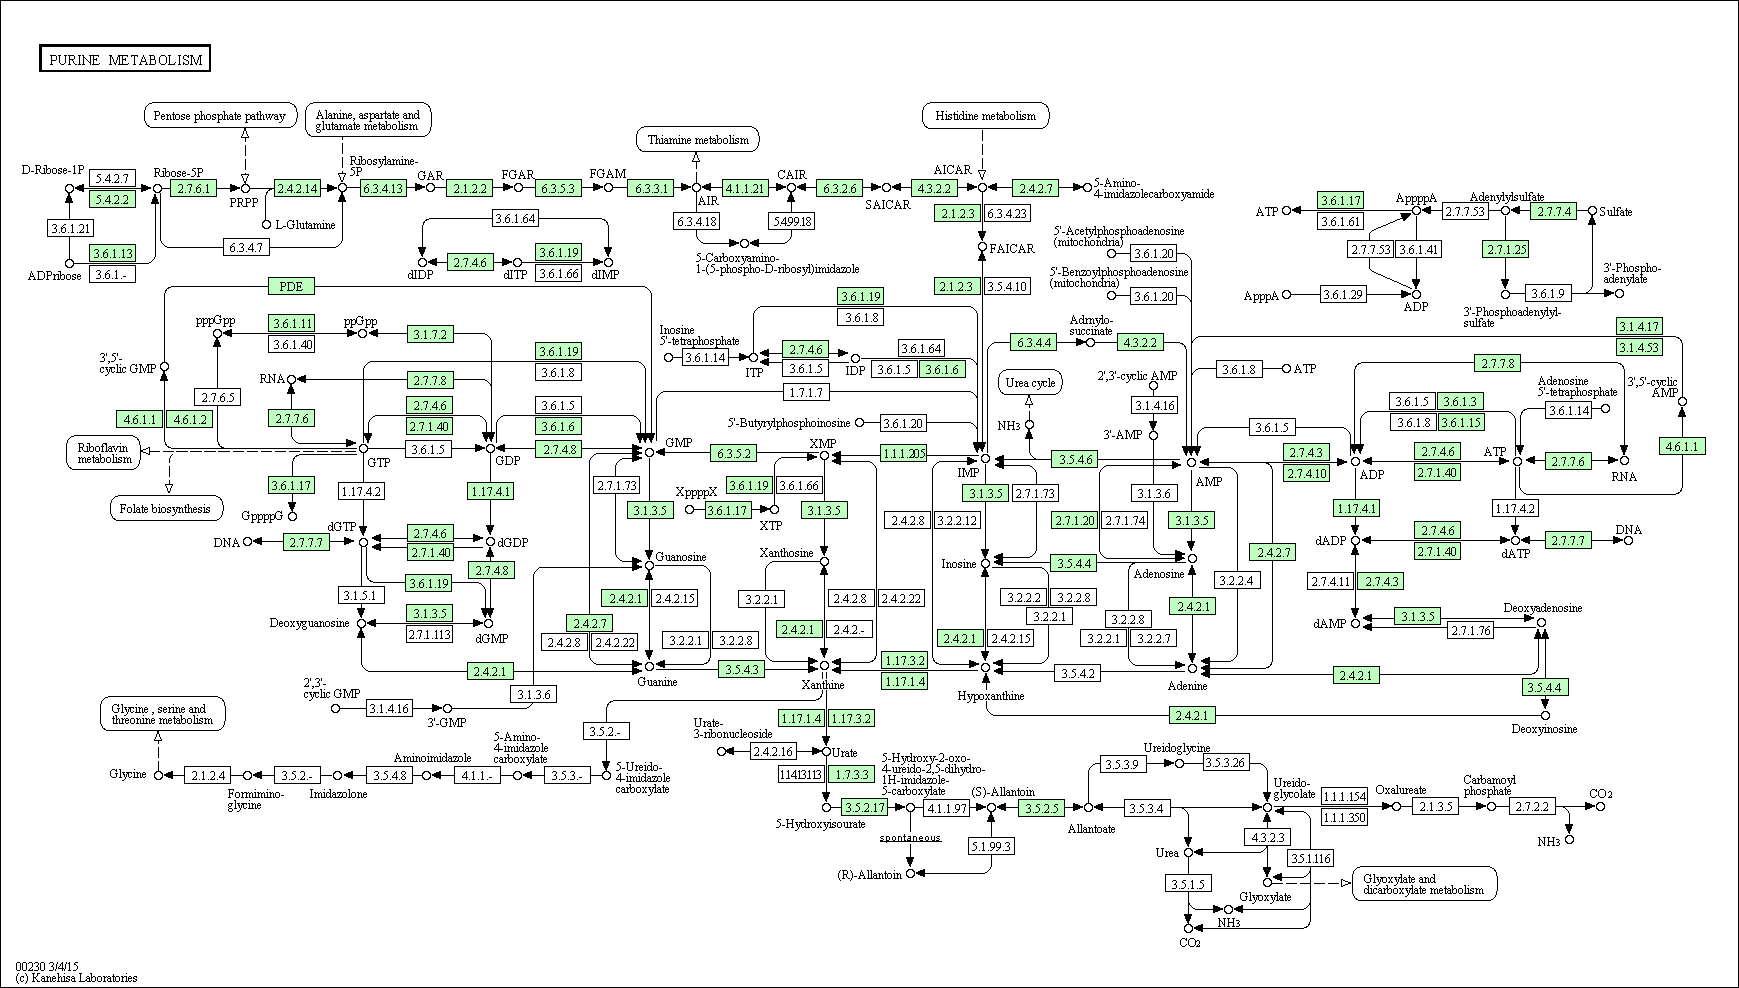 PURINE METABOLISM
Pentose phosphate pathway
Alanine, aspartate and
glutamate metabolism
Thiamine metabolism
Histidine metabolism
D-Ribose-1P
5.4.2.7
5.4.2.2
Ribose-5P
2.7.6.1
PRPP
2.4.2.14
Ribosylamine-
5P
6.3.4.13
GAR
2.1.2.2
FGAR
6.3.5.3
FGAM
6.3.3.1
AIR
4.1.1.21
CAIR
6.3.2.6
SAICAR
4.3.2.2
AICAR
2.4.2.7
5-Amino-
4-imidazolecarboxyamide
3.6.1.21
L-Glutamine
6.3.4.7
3.6.1.13
3.6.1.-
ADPribose
3.6.1.64
dIDP
2.7.4.6
dITP
3.6.1.19
3.6.1.66
dIMP
6.3.4.18
5.4.99.18
5-Carboxyamino-
1-(5-phospho-D-ribosyl)imidazole
2.1.2.3
6.3.4.23
FAICAR
2.1.2.3
3.5.4.10
5'-Acetylphosphoadenosine
(mitochondria)
3.6.1.20
5'-Benzoylphosphoadenosine
(mitochondria)
3.6.1.20
ATP
3.6.1.17
3.6.1.61
AppppA
2.7.7.53
Adenylylsulfate
2.7.7.4
Sulfate
2.7.7.53
3.6.1.41
2.7.1.25
ApppA
3.6.1.29
ADP
3.6.1.9
3'-Phospho-
adenylate
3'-Phosphoadenylyl-
sulfate
PDE
pppGpp
3.6.1.11
3.6.1.40
ppGpp
3.1.7.2
3',5'-
cyclic GMP
2.7.6.5
RNA
2.7.7.8
3.6.1.19
3.6.1.8
4.6.1.1
4.6.1.2
2.7.7.6
2.7.4.6
2.7.1.40
3.6.1.5
3.6.1.6
Riboflavin
metabolism
GTP
3.6.1.5
GDP
2.7.4.8
GMP
Folate biosynthesis
3.6.1.17
GppppG
1.17.4.2
1.17.4.1
dGTP
DNA
2.7.7.7
2.7.4.6
2.7.1.40
dGDP
3.6.1.19
2.7.4.8
3.1.5.1
Deoxyguanosine
3.1.3.5
2.7.1.113
dGMP
2.4.2.1
Inosine
5'-tetraphosphate
3.6.1.14
ITP
3.6.1.19
3.6.1.8
2.7.4.6
3.6.1.5
IDP
3.6.1.64
3.6.1.5
3.6.1.6
1.7.1.7
5'-Butyrylphosphoinosine
3.6.1.20
6.3.5.2
XMP
1.1.1.205
IMP
2.7.1.73
3.6.1.19
3.6.1.66
XppppX
3.6.1.17
XTP
3.1.3.5
3.1.3.5
Guanosine
Xanthosine
2.4.2.1
2.4.2.15
2.4.2.7
2.4.2.8
2.4.2.22
3.2.2.1
3.2.2.8
Guanine
3.5.4.3
3.2.2.1
2.4.2.8
2.4.2.22
2.4.2.1
2.4.2.-
Xanthine
1.17.3.2
1.17.1.4
6.3.4.4
Admylo-
succinate
4.3.2.2
Urea cycle
NH3
2',3'-cyclic AMP
3.1.4.16
3'-AMP
3.5.4.6
AMP
3.1.3.5
2.7.1.73
2.4.2.8
3.2.2.12
Inosine
3.5.4.4
2.7.1.20
2.7.1.74
3.1.3.6
3.1.3.5
Adenosine
3.2.2.2
3.2.2.8
3.2.2.1
2.4.2.1
2.4.2.15
Hypoxanthine
3.5.4.2
3.2.2.8
3.2.2.1
3.2.2.7
2.4.2.1
3.2.2.4
2.4.2.7
Adenine
2.4.2.1
2.4.2.1
3.6.1.8
ATP
3.1.4.17
3.1.4.53
2.7.7.8
3',5'-cyclic
AMP
Adenosine
5'-tetraphosphate
3.6.1.14
3.6.1.5
3.6.1.3
3.6.1.8
3.6.1.15
3.6.1.5
2.7.4.3
2.7.4.10
ADP
2.7.4.6
2.7.1.40
ATP
2.7.7.6
RNA
4.6.1.1
1.17.4.1
1.17.4.2
dADP
2.7.4.6
2.7.1.40
dATP
2.7.7.7
DNA
2.7.4.11
2.7.4.3
dAMP
3.1.3.5
2.7.1.76
Deoxyadenosine
3.5.4.4
Deoxyinosine
2',3'-
cyclic GMP
3.1.4.16
3'-GMP
3.1.3.6
Glycine , serine and
threonine metabolism
Glycine
2.1.2.4
Formimino-
glycine
3.5.2.-
Imidazolone
3.5.4.8
Aminoimidazole
4.1.1.-
5-Amino-
4-imidazole
carboxylate
3.5.3.-
3.5.2.-
5-Ureido-
4-imidazole
carboxylate
1.17.1.4
1.17.3.2
Urate-
3-ribonucleoside
2.4.2.16
Urate
1.14.13.113
1.7.3.3
5-Hydroxyisourate
3.5.2.17
5-Hydroxy-2-oxo-
4-ureido-2,5-dihydro-
1H-imidazole-
5-carboxylate
4.1.1.97
(S)-Allantoin
spontaneous
(R)-Allantoin
5.1.99.3
3.5.2.5
Allantoate
3.5.3.9
Ureidoglycine
3.5.3.26
3.5.3.4
Ureido-
glycolate
1.1.1.154
1.1.1.350
Oxalureate
2.1.3.5
Carbamoyl
phosphate
2.7.2.2
CO2
NH3
Urea
4.3.2.3
3.5.1.116
3.5.1.5
Glyoxylate
Glyoxylate and
dicarboxylate metabolism
NH3
CO2
00230 3/4/15
(c) Kanehisa Laboratories